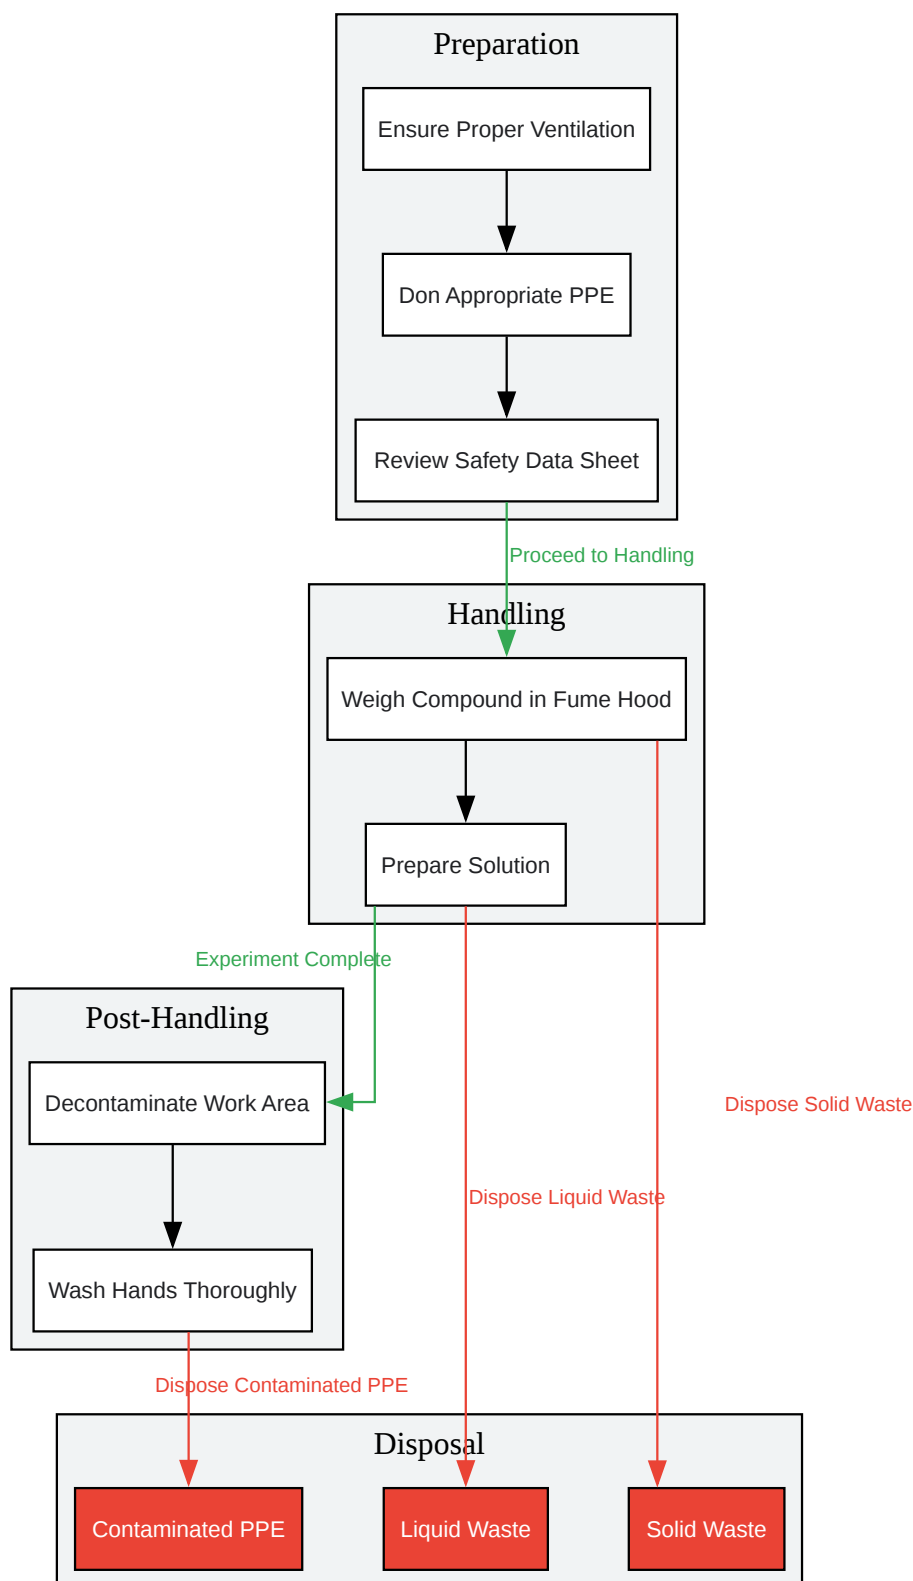 Preparation
Ensure Proper Ventilation
Don Appropriate PPE
Review Safety Data Sheet
Proceed to Handling
Handling
Weigh Compound in Fume Hood
Prepare Solution
Experiment Complete
Post-Handling
Decontaminate Work Area
Dispose Solid Waste
Dispose Liquid Waste
Wash Hands Thoroughly
Dispose Contaminated PPE
Disposal
Contaminated PPE
Liquid Waste
Solid Waste